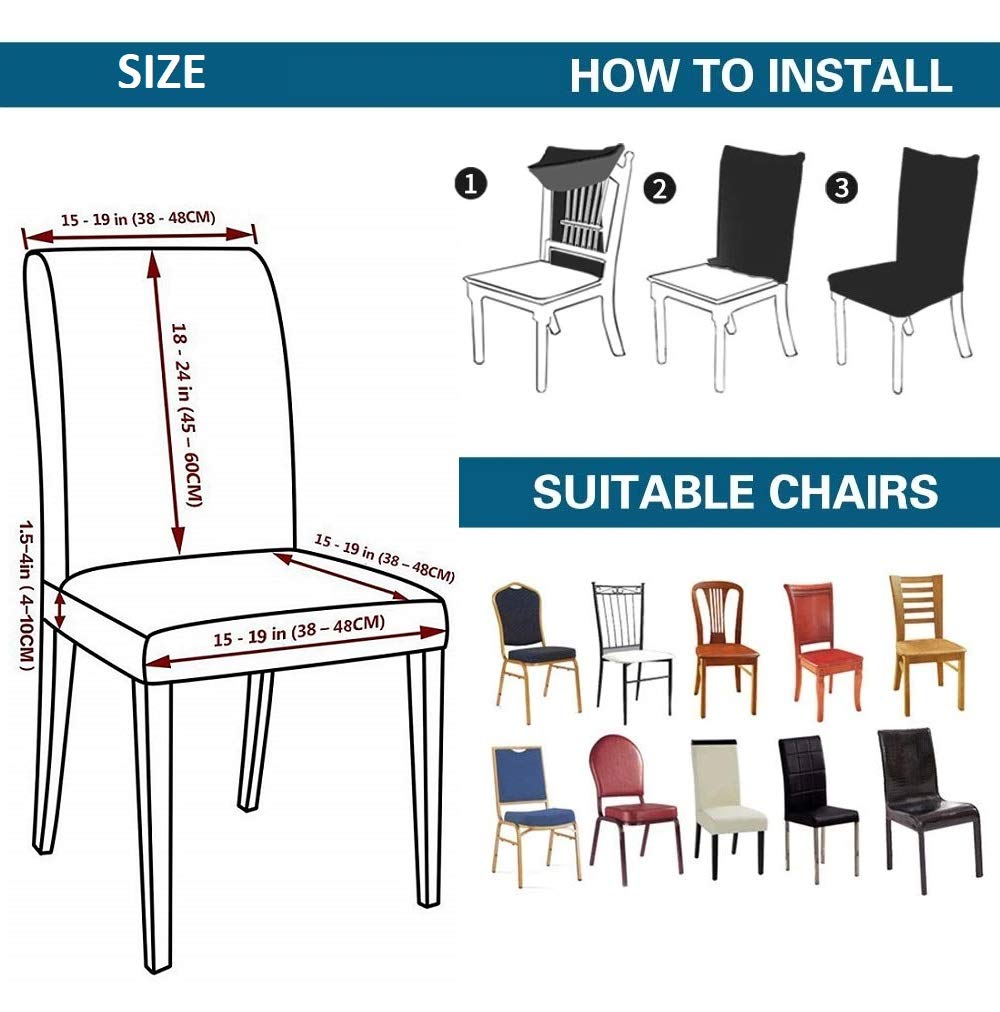 SIZE
15 - 19 in (38 - 48CM)
18 - 24 in (45 – 60CM)
1.5–4in ( 4–10CM )
15 - 19 in (38 – 48CM)
15 - 19 in (38 – 48CM)
HOW TO INSTALL
1
2
3
SUITABLE CHAIRS